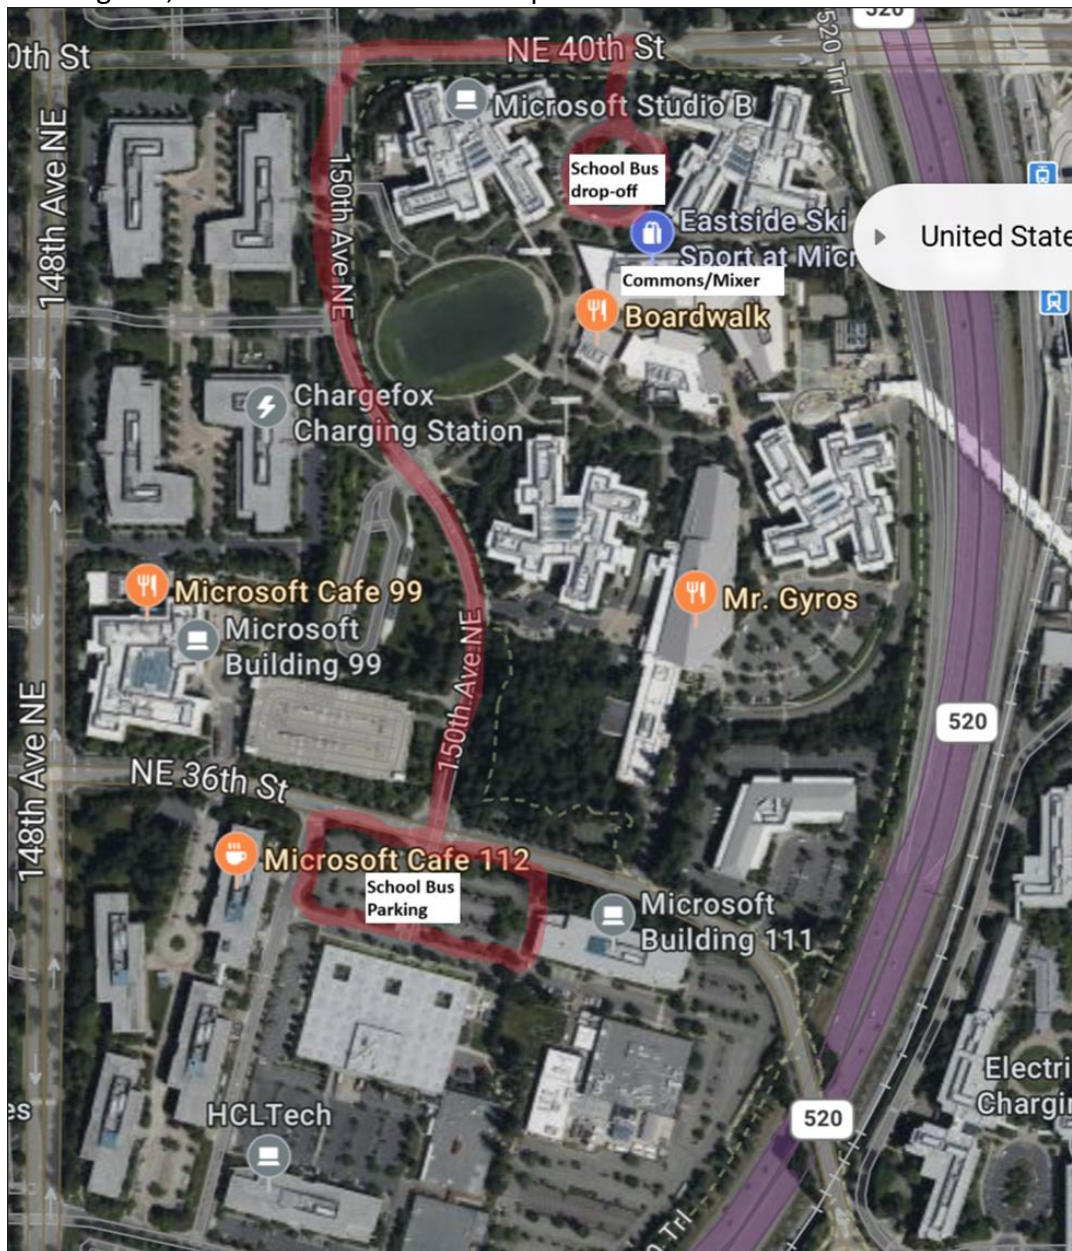 520
0th St
NE 40th St
520 Trl
Microsoft Studio B
School Bus
drop-off
150th Ave NE
148th Ave NE
Eastside Ski
Sport at Micr
United State
Commons/Mixer
Boardwalk
Chargefox
Charging Station
Microsoft Cafe 99
Mr. Gyros
Microsoft
Building 99
150th Ave NE
520
148th Ave NE
NE 36th St
Microsoft Cafe 112
School Bus
Parking
Microsoft
Building 111
Electri
Chargin
es
HCLTech
520
Trl